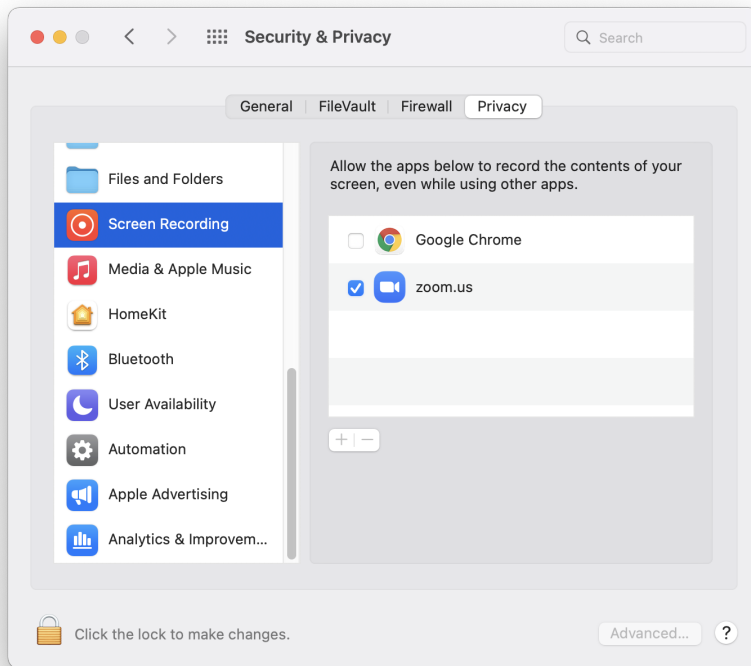 Security & Privacy
Search
General
FileVault
Firewall
Privacy
Files and Folders
Screen Recording
Media & Apple Music
HomeKit
Bluetooth
User Availability
Automation
Apple Advertising
Analytics & Improvem...
Allow the apps below to record the contents of your
screen, even while using other apps.
Google Chrome
zoom.us
Click the lock to make changes.
Advanced...
?